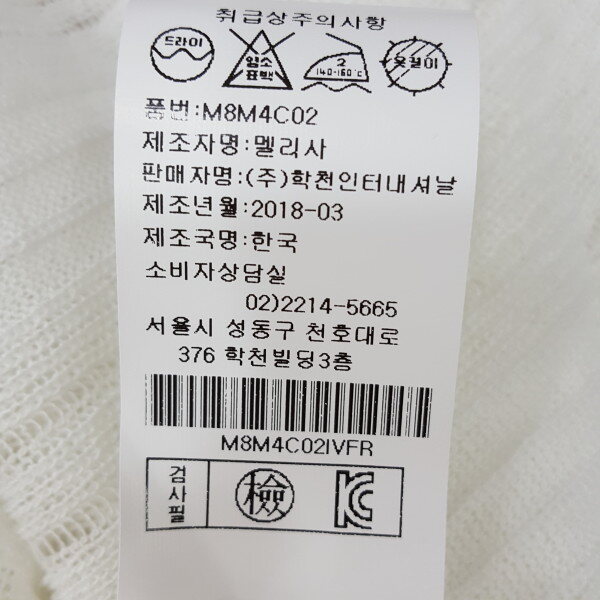 취급상주의사항
드라이 염소표백 2 140-160℃ 옷걸이
품번:M8M4C02
제조자명:멜리사
판매자명:(주)학천인터내셔날
제조년월:2018-03
제조국명:한국
소비자상담실
02)2214-5665
서울시 성동구 천호대로
376 학천빌딩3층
M8M4C02IVFR
검사필 檢 KC